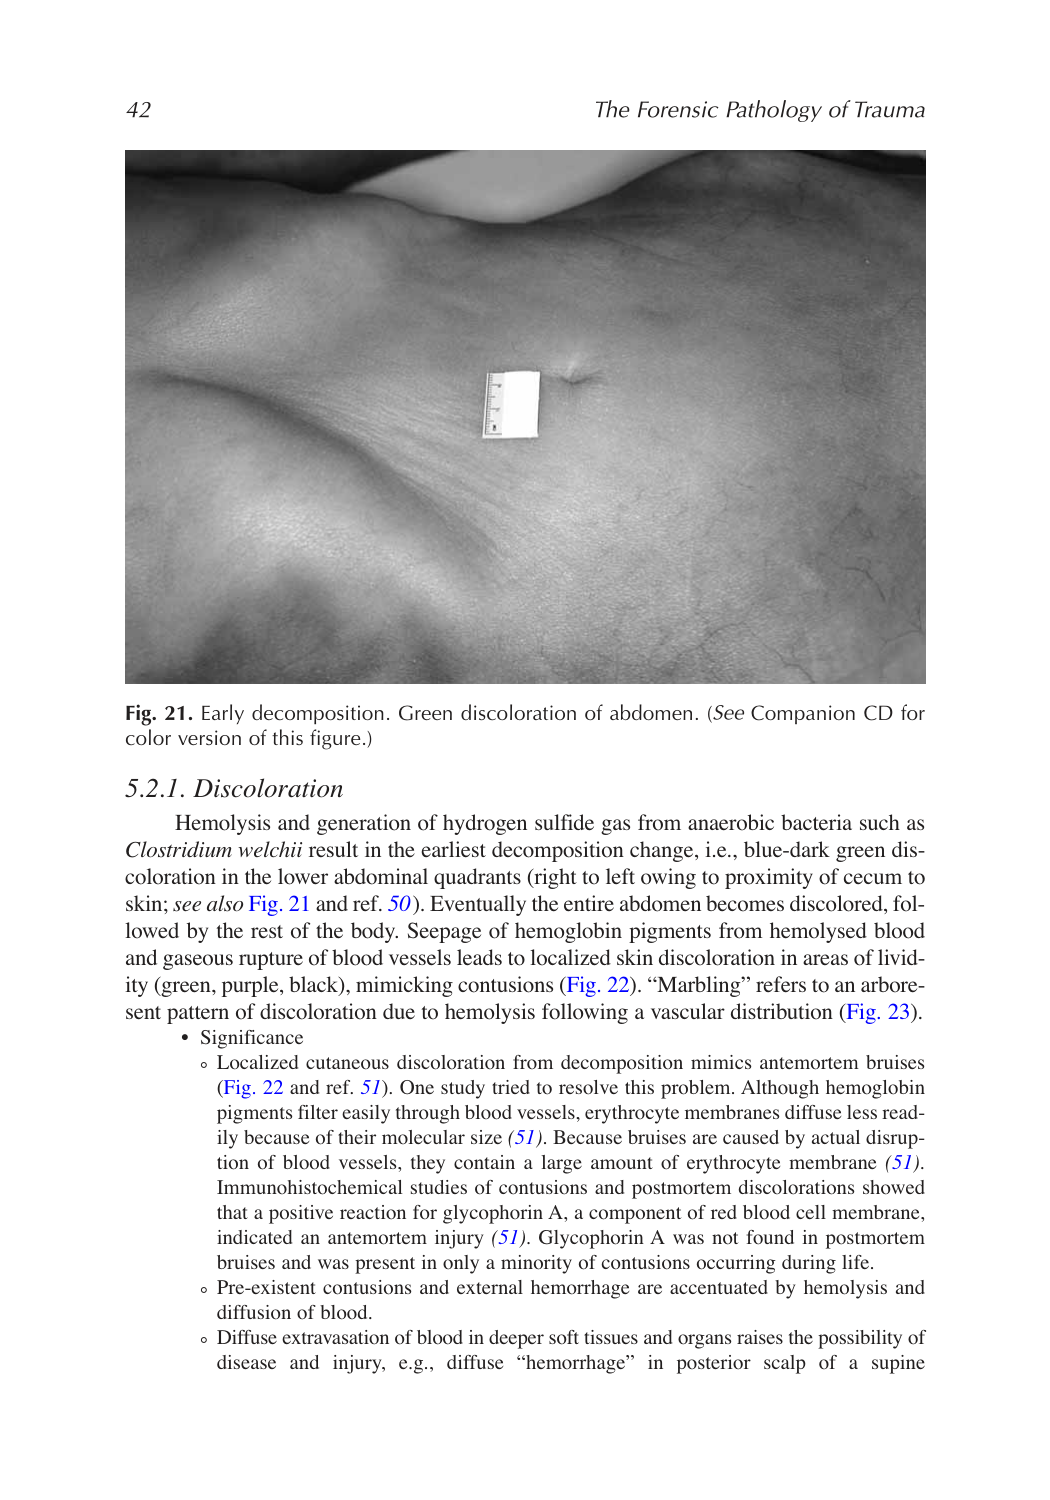 42
The Forensic Pathology of Trauma
Fig. 21. Early decomposition. Green discoloration of abdomen. (See Companion CD for
color version of this figure.)
5.2.1. Discoloration
Hemolysis and generation of hydrogen sulfide gas from anaerobic bacteria such as
Clostridium welchii result in the earliest decomposition change, i.e., blue-dark green dis-
coloration in the lower abdominal quadrants (right to left owing to proximity of cecum to
skin; see also Fig. 21 and ref. 50). Eventually the entire abdomen becomes discolored, fol-
lowed by the rest of the body. Seepage of hemoglobin pigments from hemolysed blood
and gaseous rupture of blood vessels leads to localized skin discoloration in areas of livid-
ity (green, purple, black), mimicking contusions (Fig. 22). “Marbling” refers to an arbore-
sent pattern of discoloration due to hemolysis following a vascular distribution (Fig. 23).
• Significance
◦ Localized cutaneous discoloration from decomposition mimics antemortem bruises
(Fig. 22 and ref. 51). One study tried to resolve this problem. Although hemoglobin
pigments filter easily through blood vessels, erythrocyte membranes diffuse less read-
ily because of their molecular size (51). Because bruises are caused by actual disrup-
tion of blood vessels, they contain a large amount of erythrocyte membrane (51).
Immunohistochemical studies of contusions and postmortem discolorations showed
that a positive reaction for glycophorin A, a component of red blood cell membrane,
indicated an antemortem injury (51). Glycophorin A was not found in postmortem
bruises and was present in only a minority of contusions occurring during life.
◦ Pre-existent contusions and external hemorrhage are accentuated by hemolysis and
diffusion of blood.
◦ Diffuse extravasation of blood in deeper soft tissues and organs raises the possibility of
disease and injury, e.g., diffuse “hemorrhage” in posterior scalp of a supine